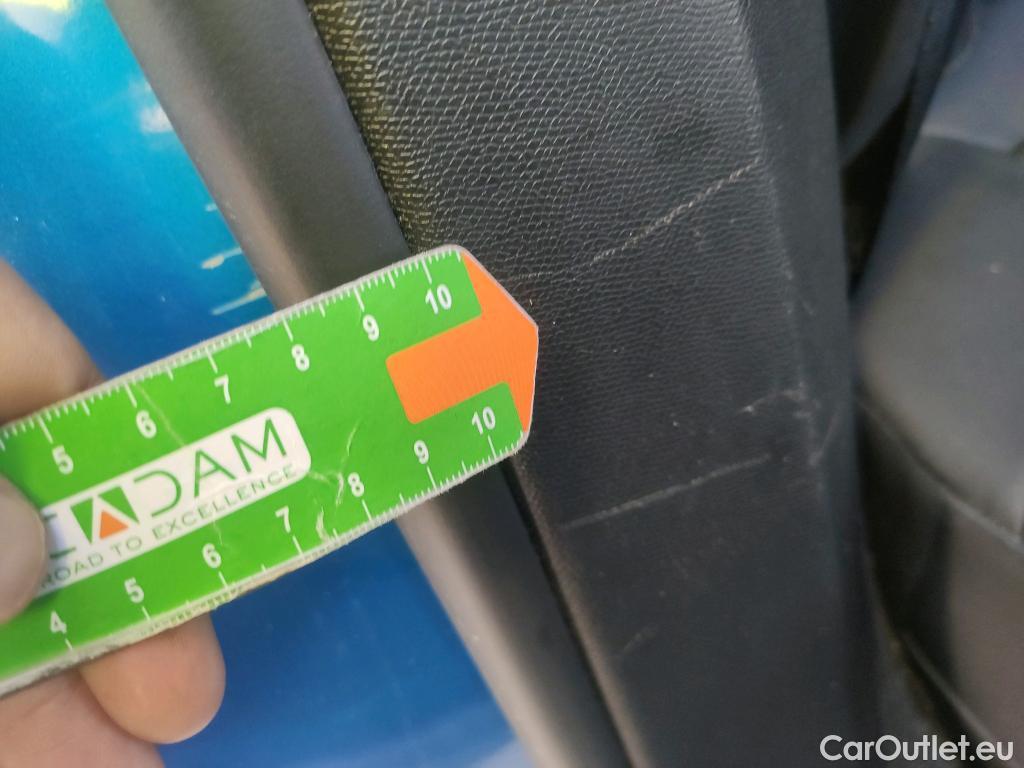 5 6 7 8 9 10
DAM
ROAD TO EXCELLENCE
4 5 6 7 8 9 10
CarOutlet.eu